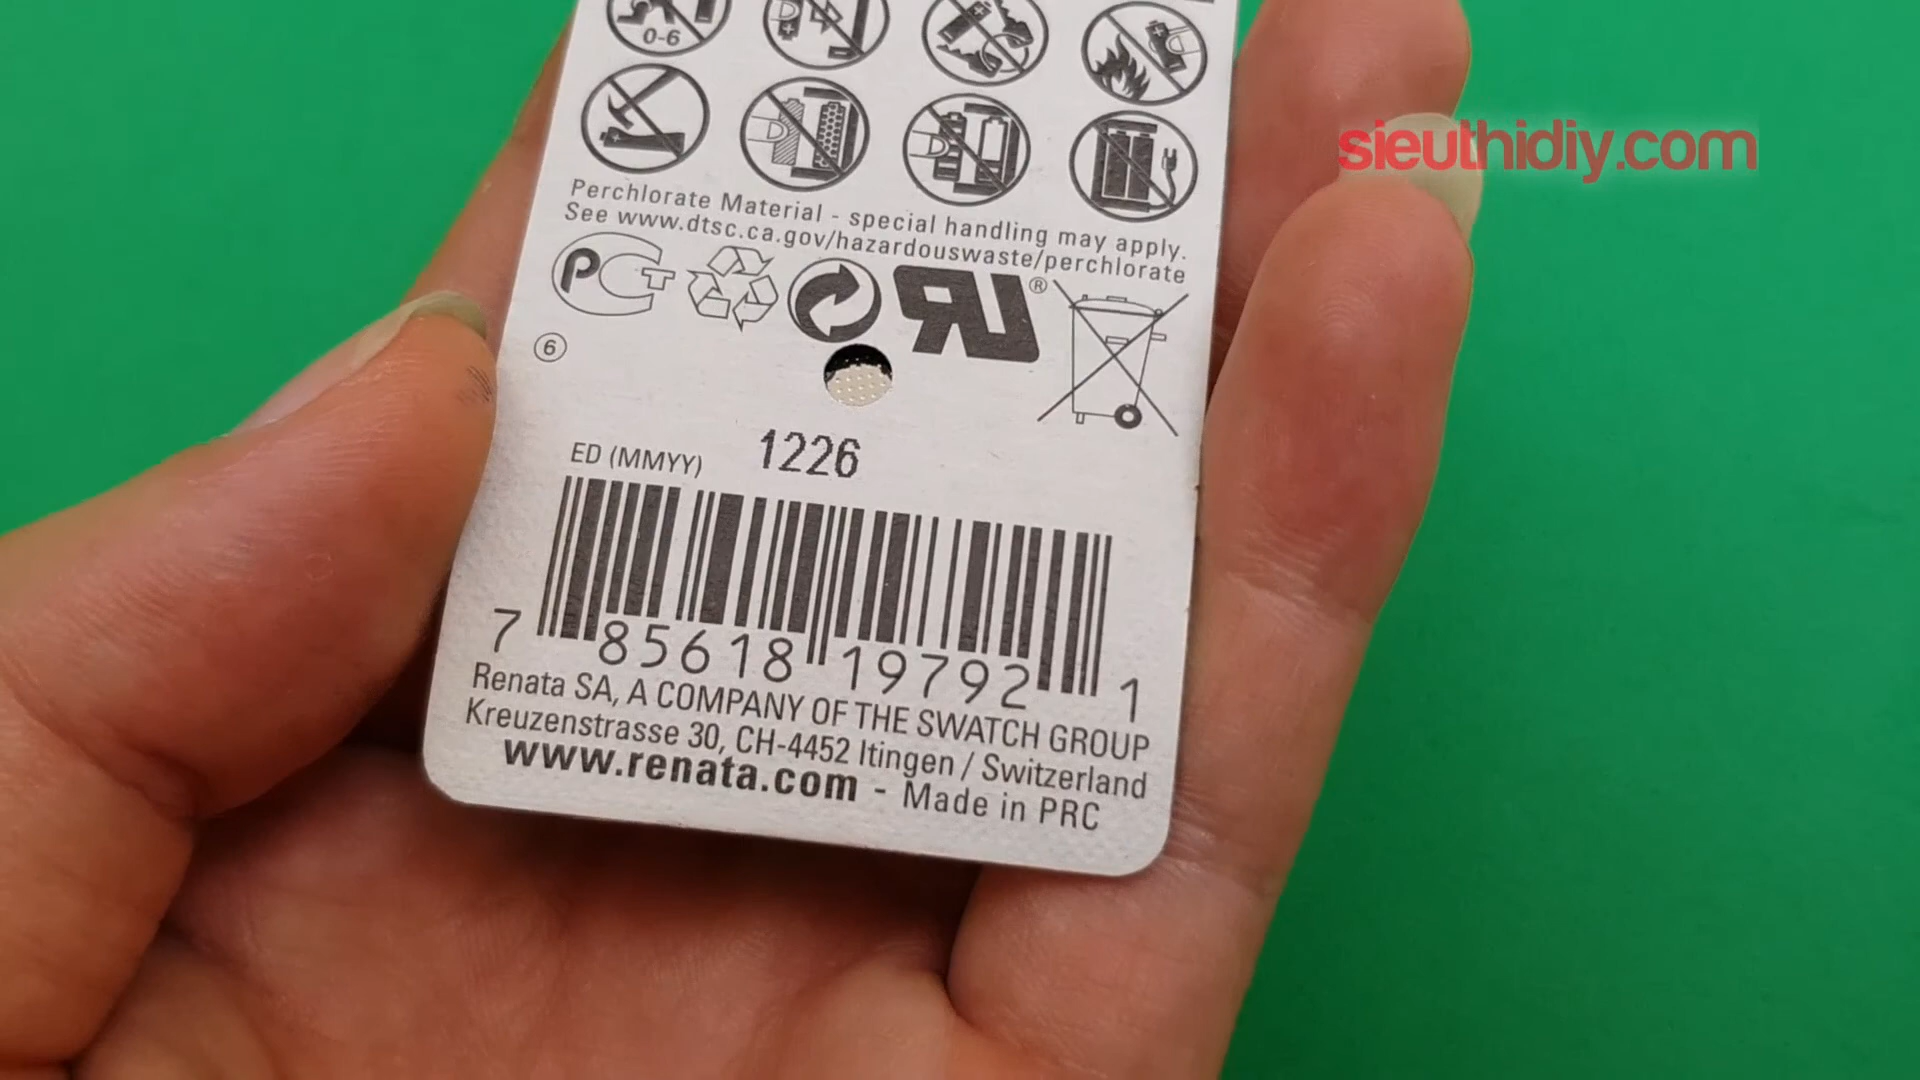 0-6
sieuthidiy.com
Perchlorate Material - special handling may apply.
See www.dtsc.ca.gov/hazardouswaste/perchlorate
PCT
®
6
ED (MMYY) 1226
7 85618 19792 1
Renata SA, A COMPANY OF THE SWATCH GROUP
Kreuzenstrasse 30, CH-4452 Itingen / Switzerland
www.renata.com - Made in PRC